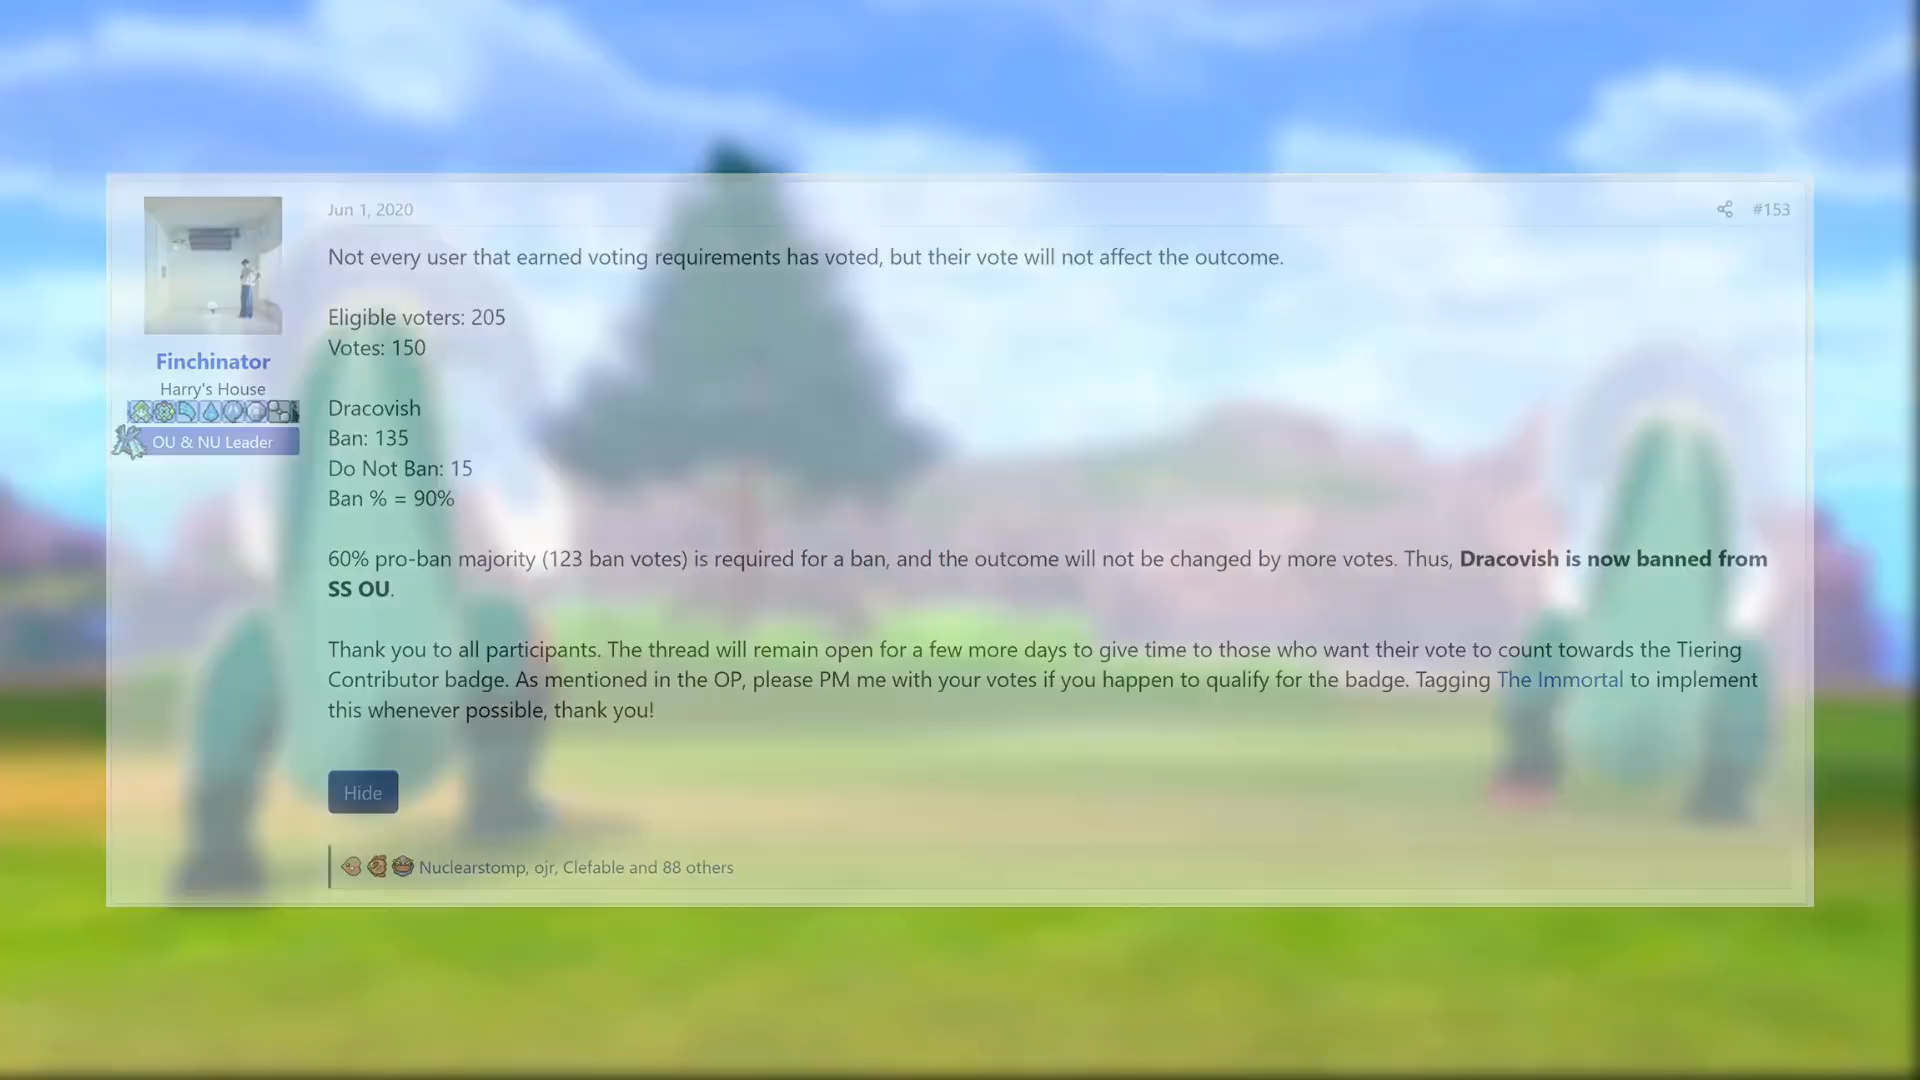 Jun 1, 2020
#153
Not every user that earned voting requirements has voted, but their vote will not affect the outcome.
Eligible voters: 205
Votes: 150
Finchinator
Harry's House
OU & NU Leader
Dracovish
Ban: 135
Do Not Ban: 15
Ban % = 90%
60% pro-ban majority (123 ban votes) is required for a ban, and the outcome will not be changed by more votes. Thus, Dracovish is now banned from
SS OU.
Thank you to all participants. The thread will remain open for a few more days to give time to those who want their vote to count towards the Tiering
Contributor badge. As mentioned in the OP, please PM me with your votes if you happen to qualify for the badge. Tagging The Immortal to implement
this whenever possible, thank you!
Hide
Nuclearstomp, ojr, Clefable and 88 others